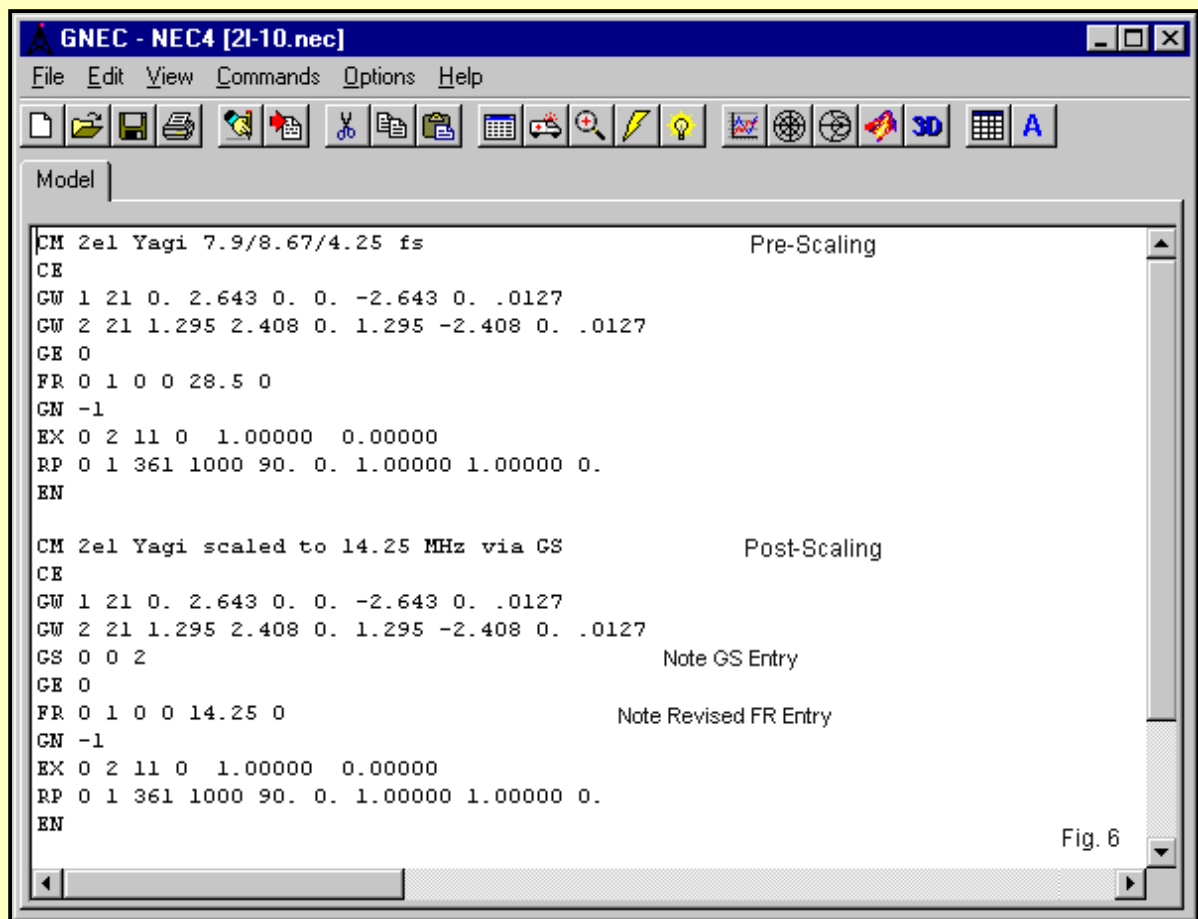 GNEC - NEC4 [2l-10.nec]
File Edit View Commands Options Help
3D A
Model
CM 2el Yagi 7.9/8.67/4.25 fs Pre-Scaling
CE
GW 1 21 0. 2.643 0. 0. -2.643 0. .0127
GW 2 21 1.295 2.408 0. 1.295 -2.408 0. .0127
GE 0
FR 0 1 0 0 28.5 0
GN -1
EX 0 2 11 0 1.00000 0.00000
RP 0 1 361 1000 90. 0. 1.00000 1.00000 0.
EN
CM 2el Yagi scaled to 14.25 MHz via GS Post-Scaling
CE
GW 1 21 0. 2.643 0. 0. -2.643 0. .0127
GW 2 21 1.295 2.408 0. 1.295 -2.408 0. .0127
GS 0 0 2 Note GS Entry
GE 0
FR 0 1 0 0 14.25 0 Note Revised FR Entry
GN -1
EX 0 2 11 0 1.00000 0.00000
RP 0 1 361 1000 90. 0. 1.00000 1.00000 0.
EN
Fig. 6